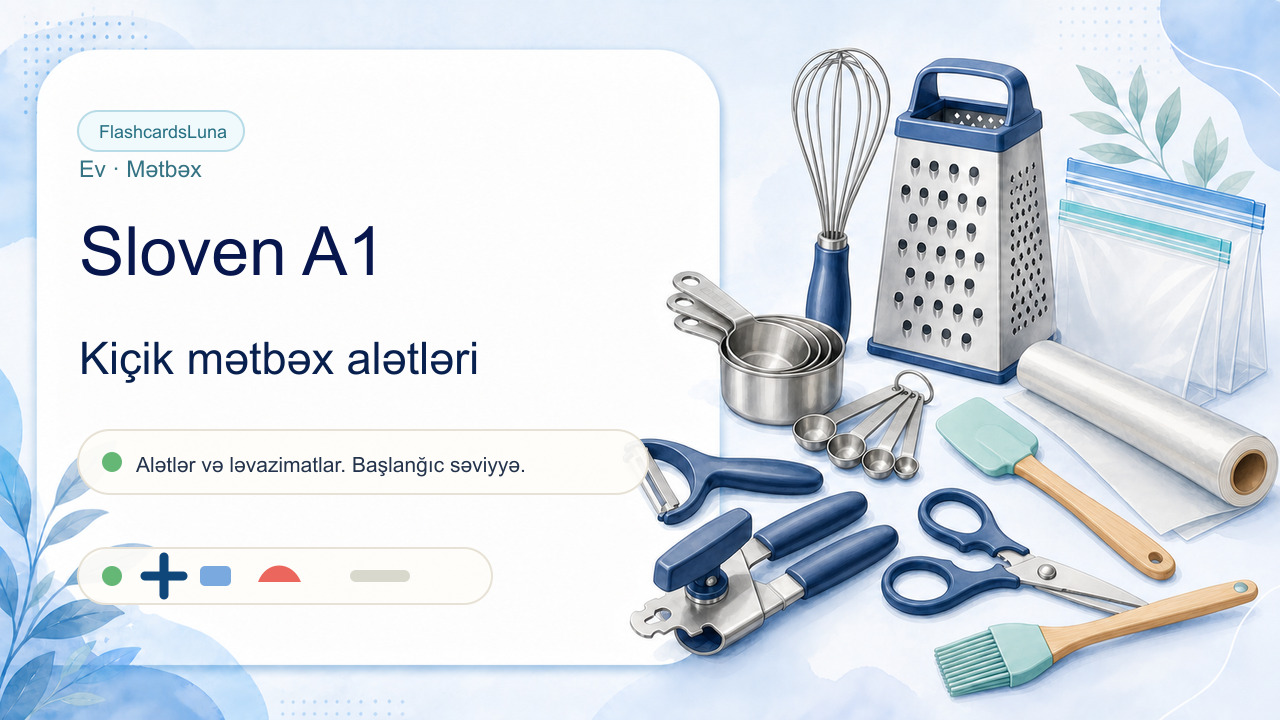 FlashcardsLuna
Ev · Mətbəx
Sloven A1
Kiçik mətbəx alətləri
Alətlər və ləvazimatlar. Başlanğıc səviyyə.